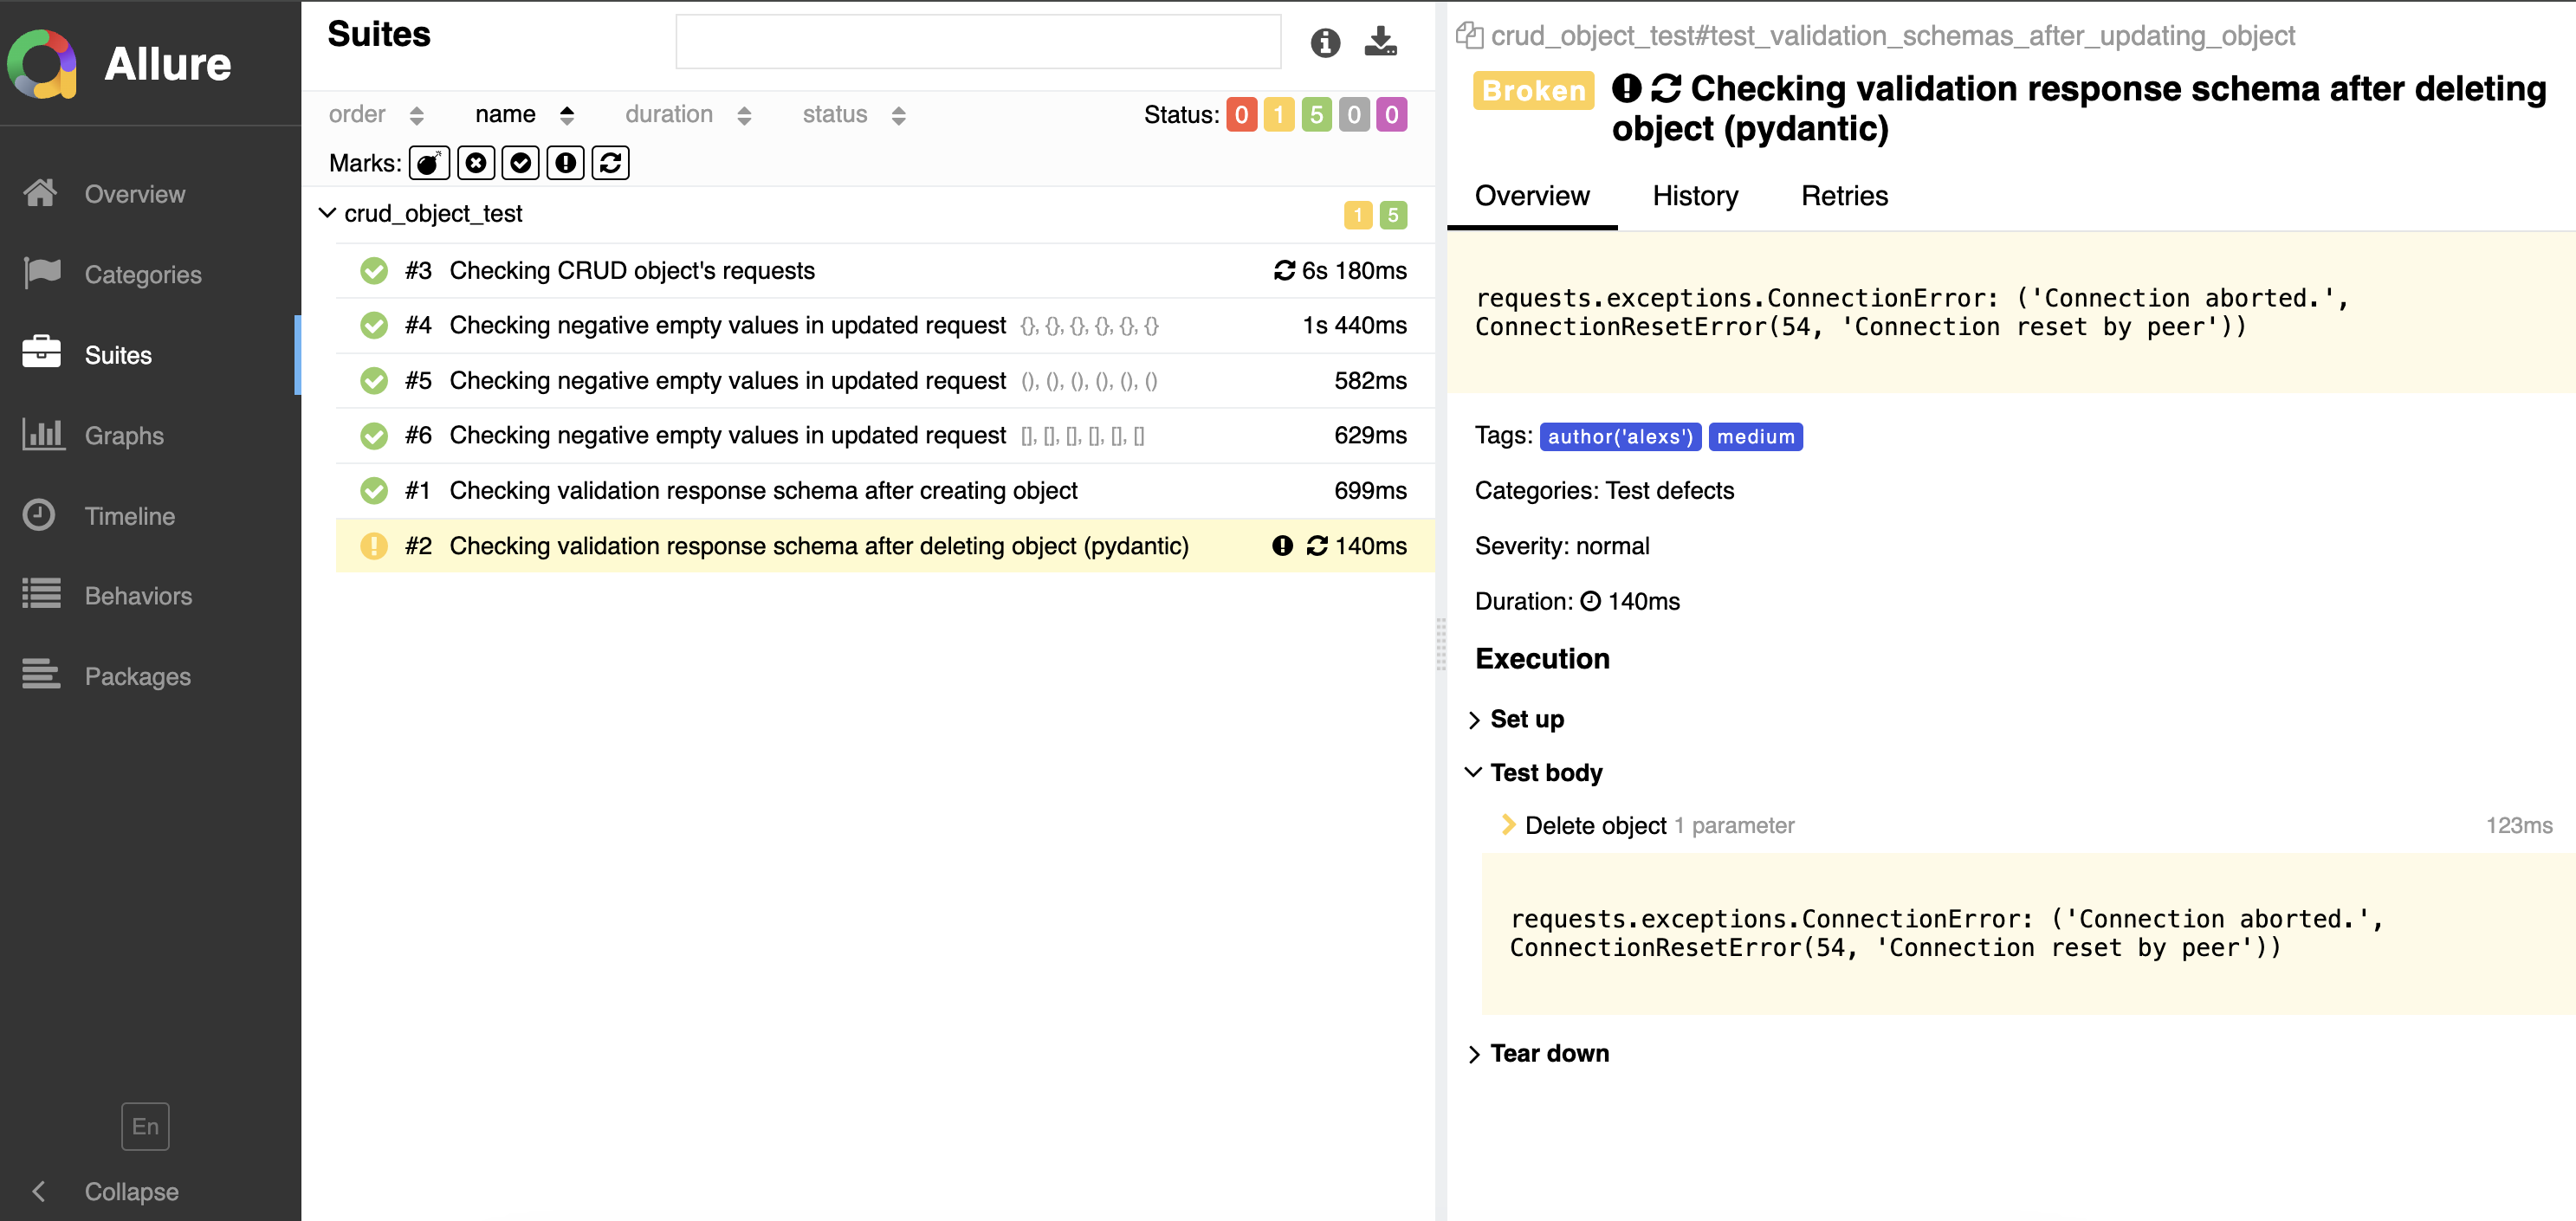 Allure
Overview
Categories
Suites
Graphs
Timeline
Behaviors
Packages
En
Collapse
Suites
order name duration status Status: 0 1 5 0 0
Marks:
crud_object_test 1 5
#3 Checking CRUD object's requests 6s 180ms
#4 Checking negative empty values in updated request {}, {}, {}, {}, {}, {} 1s 440ms
#5 Checking negative empty values in updated request (), (), (), (), (), () 582ms
#6 Checking negative empty values in updated request [], [], [], [], [], [] 629ms
#1 Checking validation response schema after creating object 699ms
#2 Checking validation response schema after deleting object (pydantic) 140ms
crud_object_test#test_validation_schemas_after_updating_object
Broken Checking validation response schema after deleting
object (pydantic)
Overview History Retries
requests.exceptions.ConnectionError: ('Connection aborted.',
ConnectionResetError(54, 'Connection reset by peer'))
Tags: author('alexs') medium
Categories: Test defects
Severity: normal
Duration: 140ms
Execution
Set up
Test body
Delete object 1 parameter 123ms
requests.exceptions.ConnectionError: ('Connection aborted.',
ConnectionResetError(54, 'Connection reset by peer'))
Tear down